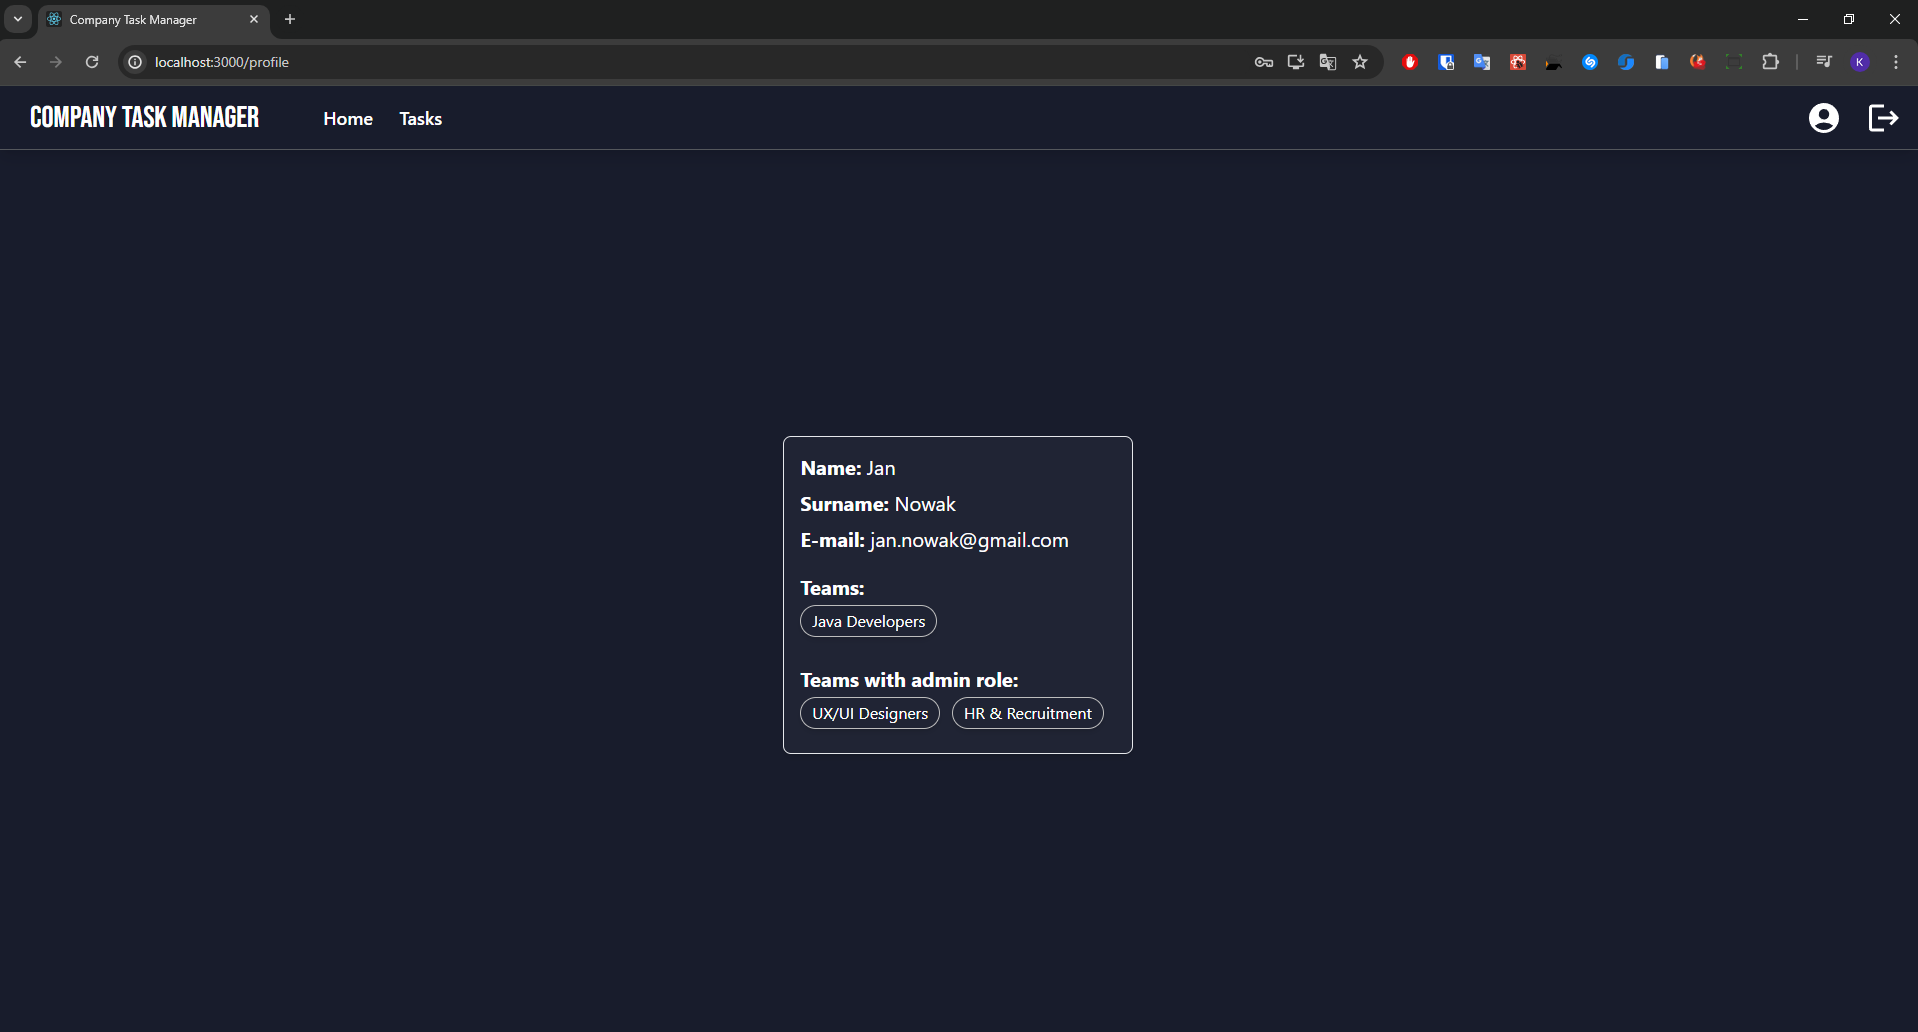 Company Task Manager
localhost:3000/profile
K
COMPANY TASK MANAGER
Home
Tasks
Name: Jan
Surname: Nowak
E-mail: jan.nowak@gmail.com
Teams:
Java Developers
Teams with admin role:
UX/UI Designers
HR & Recruitment